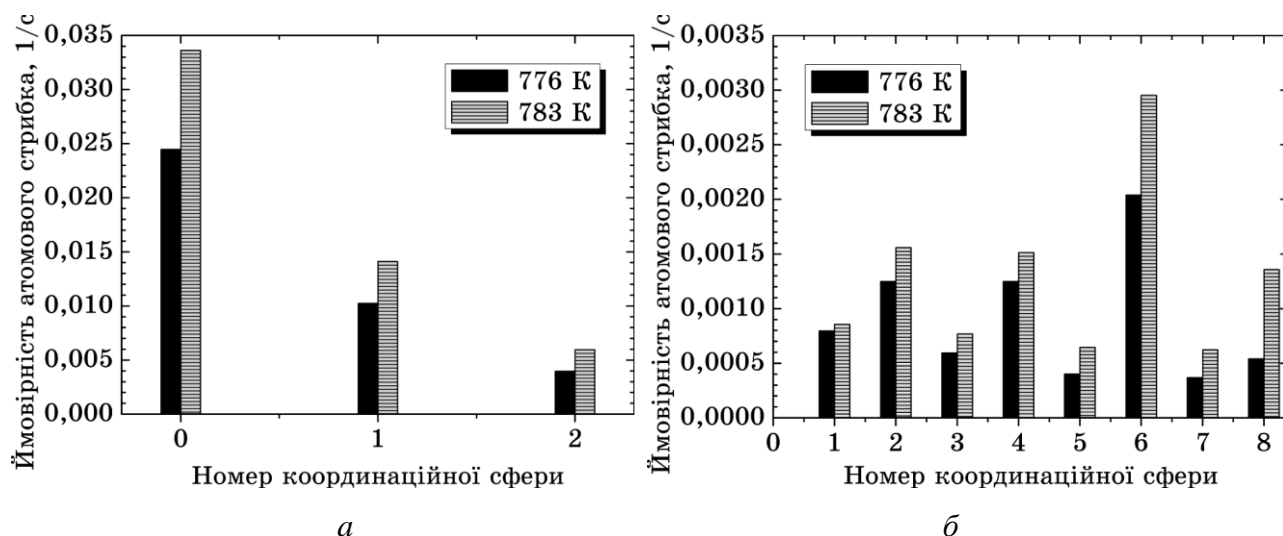 Ймовірність атомового стрибка, 1/с
0,035
0,030
0,025
0,020
0,015
0,010
0,005
0,000
776 К
783 К
0 1 2
Номер координаційної сфери
а
Ймовірність атомового стрибка, 1/с
0,0035
0,0030
0,0025
0,0020
0,0015
0,0010
0,0005
0,0000
776 К
783 К
0 1 2 3 4 5 6 7 8
Номер координаційної сфери
б